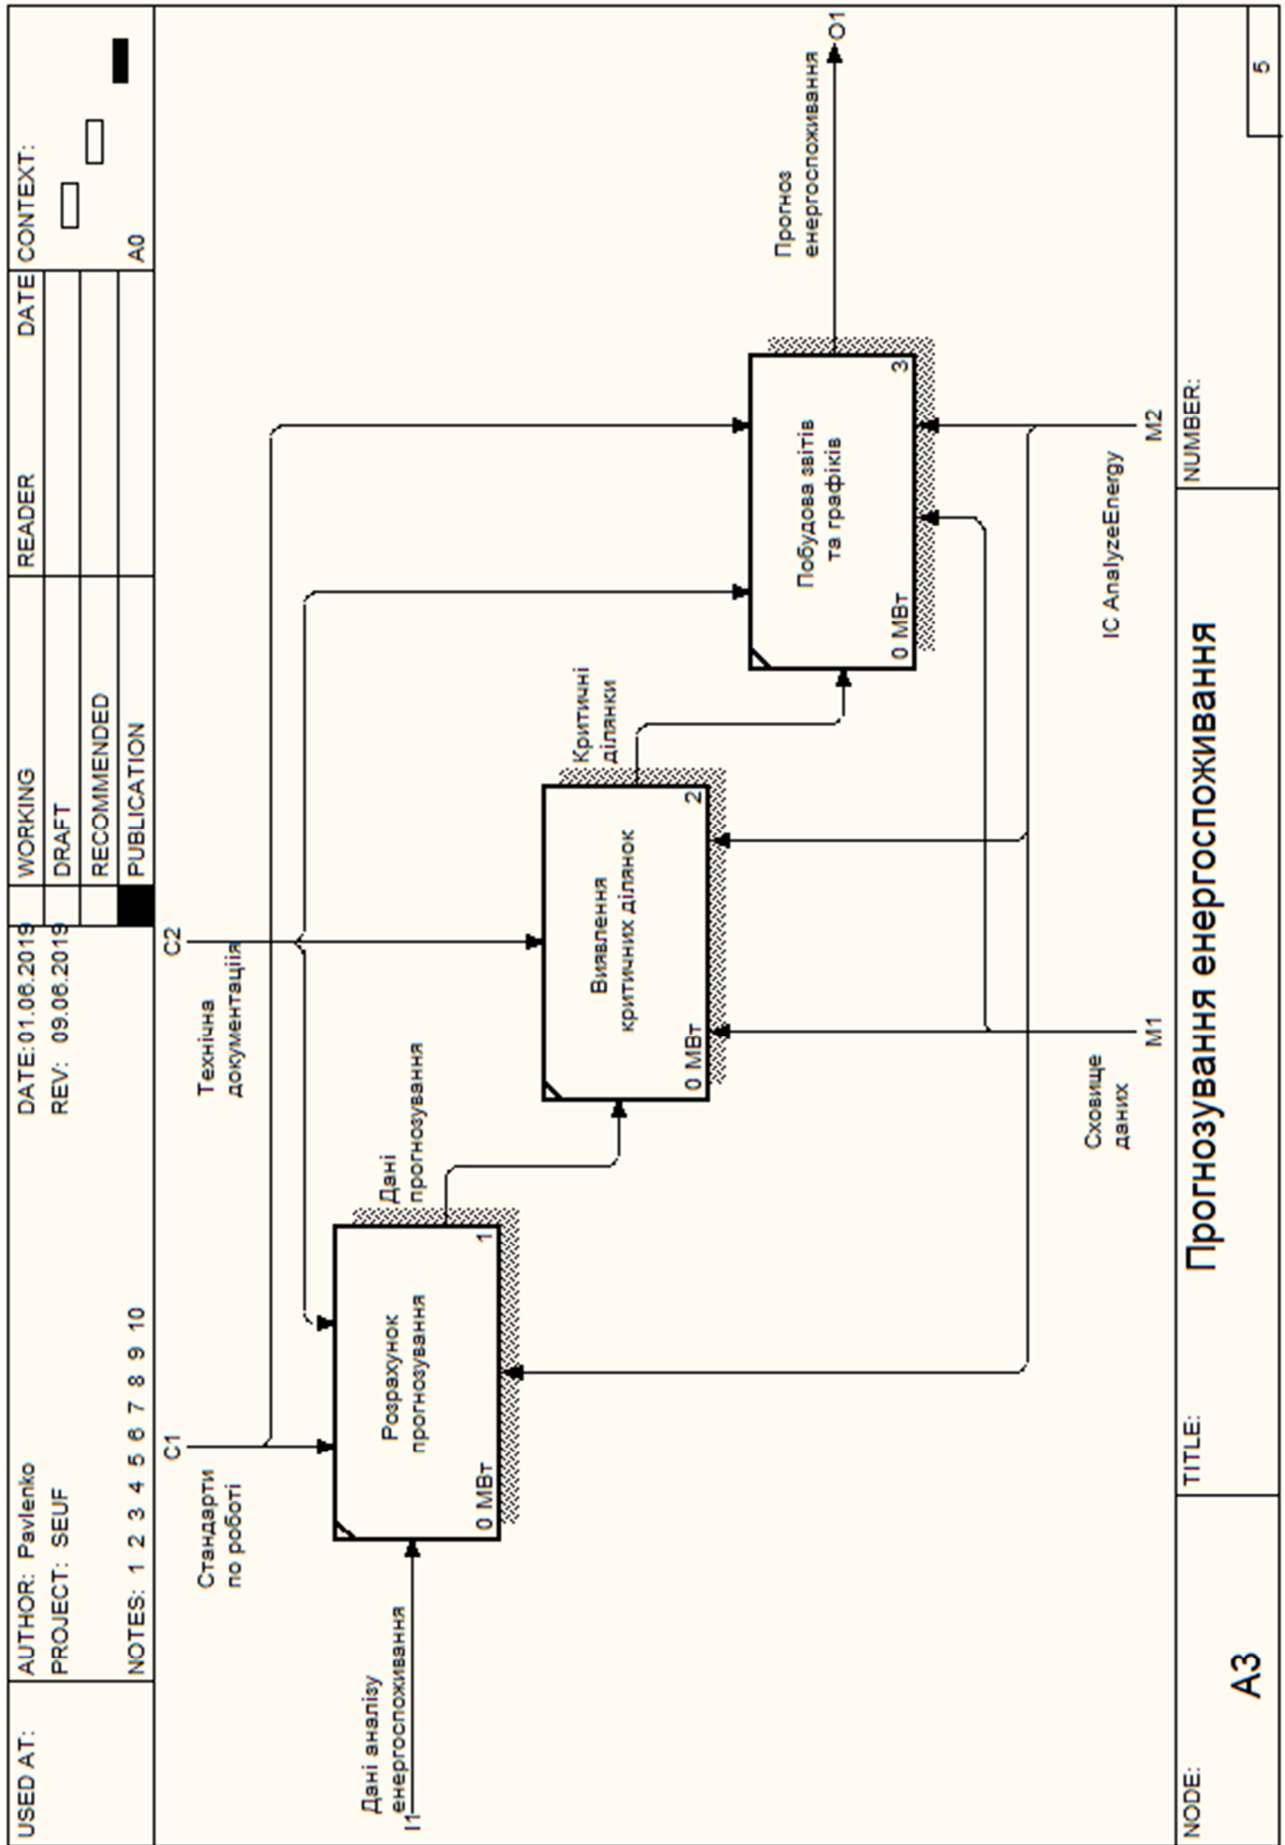 USED AT:
AUTHOR: Pavlenko
PROJECT: SEUF
NOTES: 1 2 3 4 5 6 7 8 9 10
DATE: 01.06.2019
REV: 09.06.2019
WORKING
DRAFT
RECOMMENDED
PUBLICATION
READER
DATE
CONTEXT:
A0
C1
Стандарти
по роботі
C2
Технічна
документаціія
I1
Дані аналізу
енергоспоживання
Розрахунок
прогнозування
0 МВт
1
Дані
прогнозування
Виявлення
критичних ділянок
0 МВт
2
Критичні
ділянки
Побудова звітів
та графіків
0 МВт
3
Прогноз
енергоспоживання
O1
Сховище
даних
M1
IC AnalyzeEnergy
M2
NODE:
A3
TITLE:
Прогнозування енергоспоживання
NUMBER:
5